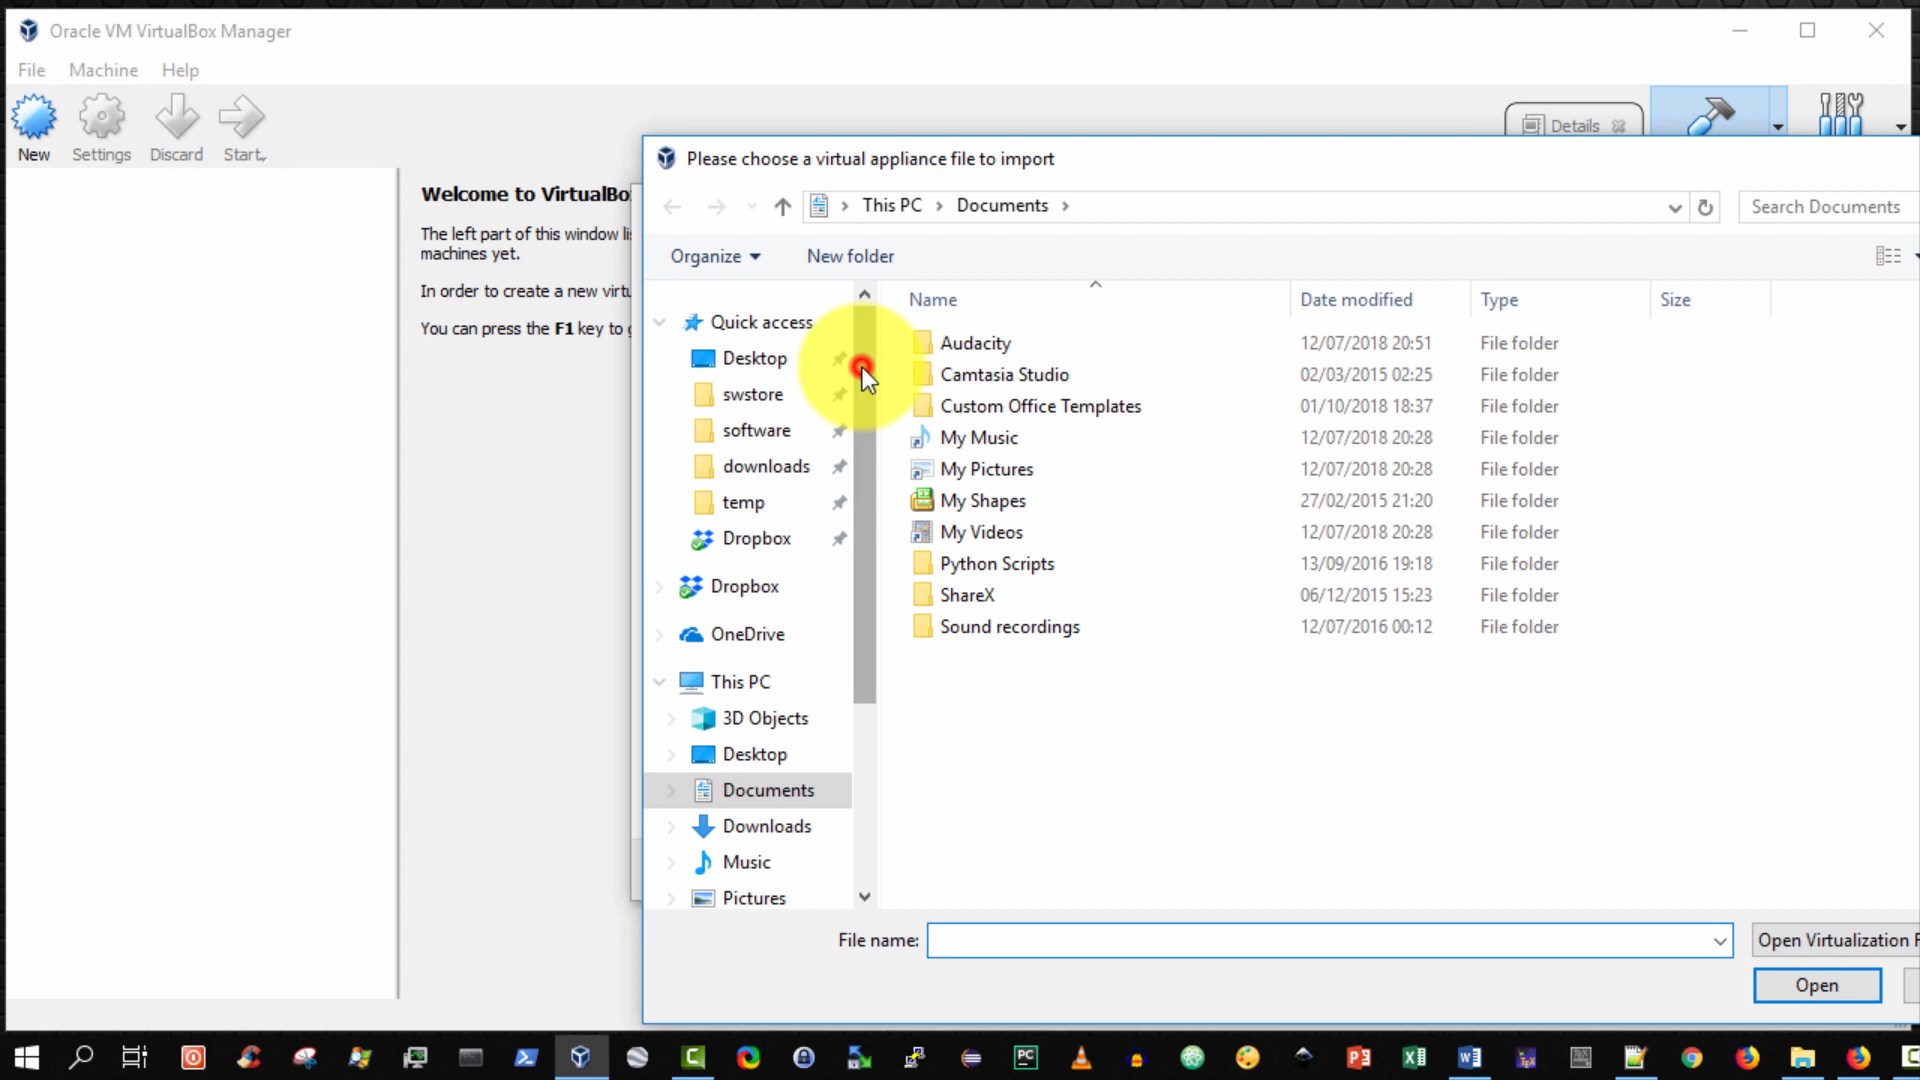 Oracle VM VirtualBox Manager
File Machine Help
New Settings Discard Start
Details
Welcome to VirtualBo
The left part of this window li
machines yet.
In order to create a new virtu
You can press the F1 key to g
Please choose a virtual appliance file to import
This PC Documents
Search Documents
Organize New folder
Name Date modified Type Size
Quick access
Desktop
swstore
software
downloads
temp
Dropbox
Dropbox
OneDrive
This PC
3D Objects
Desktop
Documents
Downloads
Music
Pictures
Audacity 12/07/2018 20:51 File folder
Camtasia Studio 02/03/2015 02:25 File folder
Custom Office Templates 01/10/2018 18:37 File folder
My Music 12/07/2018 20:28 File folder
My Pictures 12/07/2018 20:28 File folder
My Shapes 27/02/2015 21:20 File folder
My Videos 12/07/2018 20:28 File folder
Python Scripts 13/09/2016 19:18 File folder
ShareX 06/12/2015 15:23 File folder
Sound recordings 12/07/2016 00:12 File folder
File name:
Open Virtualization F
Open